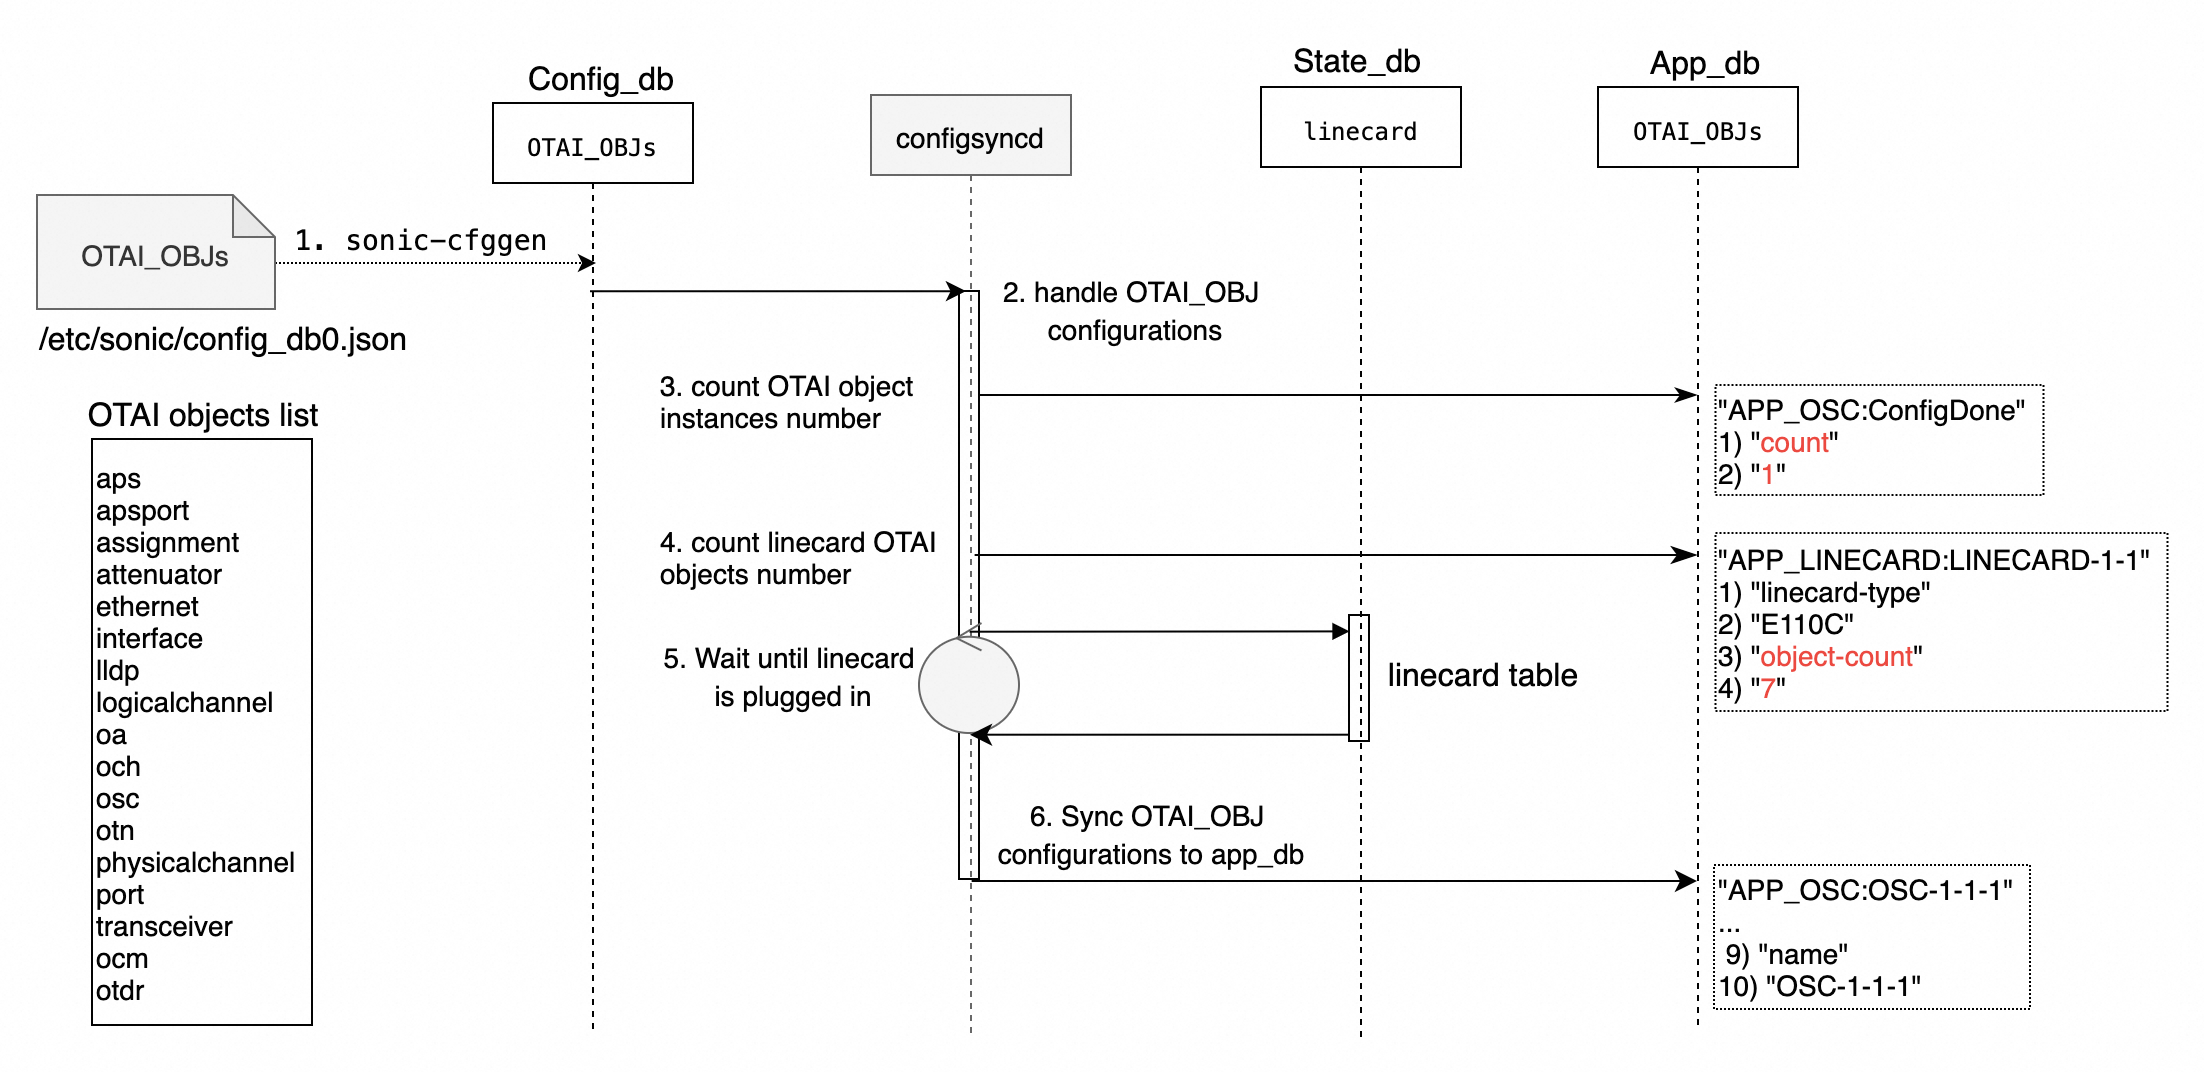 Config_db
State_db
App_db
OTAI_OBJs
configsyncd
linecard
OTAI_OBJs
OTAI_OBJs
1. sonic-cfggen
/etc/sonic/config_db0.json
2. handle OTAI_OBJ
configurations
3. count OTAI object
instances number
"APP_OSC:ConfigDone"
1) "count"
2) "1"
OTAI objects list
aps
apsport
assignment
attenuator
ethernet
interface
lldp
logicalchannel
oa
och
osc
otn
physicalchannel
port
transceiver
ocm
otdr
4. count linecard OTAI
objects number
"APP_LINECARD:LINECARD-1-1"
1) "linecard-type"
2) "E110C"
3) "object-count"
4) "7"
5. Wait until linecard
is plugged in
linecard table
6. Sync OTAI_OBJ
configurations to app_db
"APP_OSC:OSC-1-1-1"
...
9) "name"
10) "OSC-1-1-1"